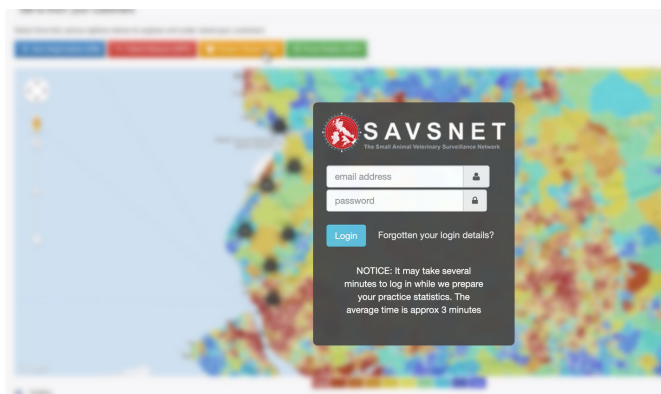 SAVSNET
The Small Animal Veterinary Surveillance Network
email address
password
Login
Forgotten your login details?
NOTICE: It may take several
minutes to log in while we prepare
your practice statistics. The
average time is approx 3 minutes